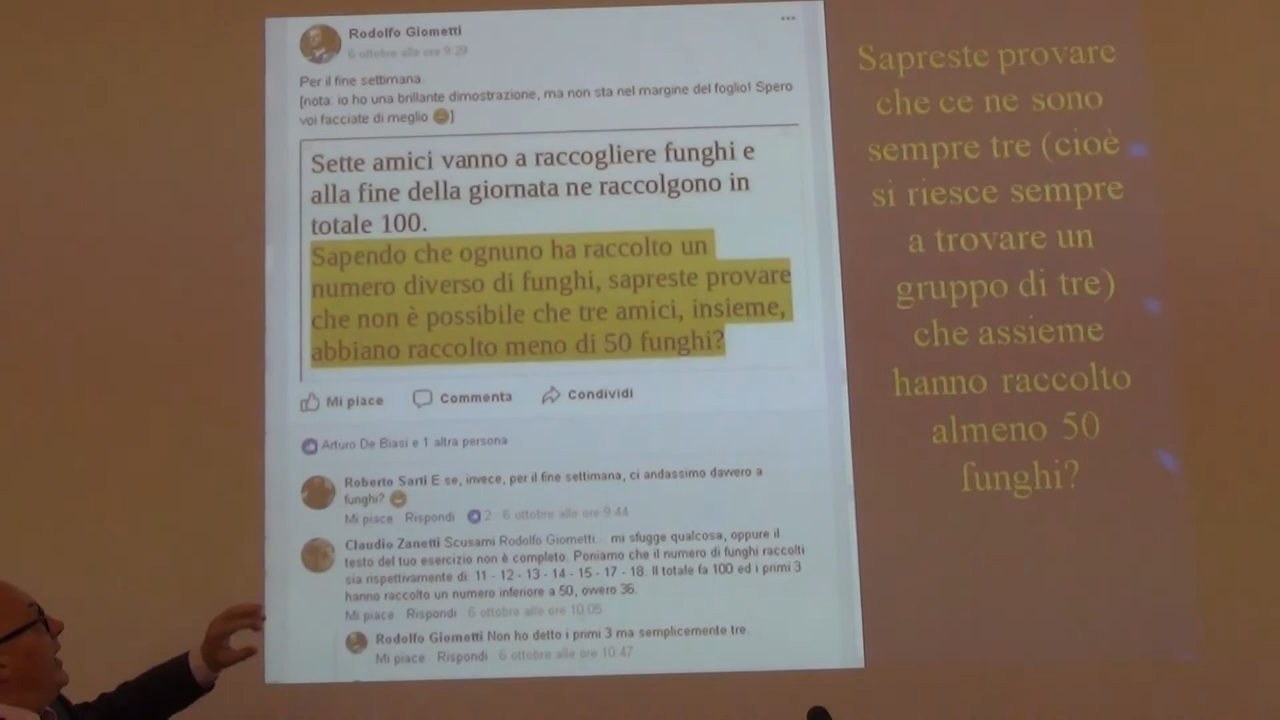 Rodolfo Giometti
6 ottobre alle ore 9:29
Per il fine settimana.
[nota: io ho una brillante dimostrazione, ma non sta nel margine del foglio! Spero
voi facciate di meglio 😀]
Sette amici vanno a raccogliere funghi e
alla fine della giornata ne raccolgono in
totale 100.
Sapendo che ognuno ha raccolto un
numero diverso di funghi, sapreste provare
che non è possibile che tre amici, insieme,
abbiano raccolto meno di 50 funghi?
Mi piace Commenta Condividi
Arturo De Biasi e 1 altra persona
Roberto Sarti E se, invece, per il fine settimana, ci andassimo davvero a
funghi? 😀
Mi piace Rispondi 2 · 6 ottobre alle ore 9:44
Claudio Zanetti Scusami Rodolfo Giometti... mi sfugge qualcosa, oppure il
testo del tuo esercizio non è completo. Poniamo che il numero di funghi raccolti
sia rispettivamente di: 11 - 12 - 13 - 14 - 15 - 17 - 18. Il totale fa 100 ed i primi 3
hanno raccolto un numero inferiore a 50, ovvero 36.
Mi piace Rispondi 6 ottobre alle ore 10:05
Rodolfo Giometti Non ho detto i primi 3 ma semplicemente tre.
Mi piace Rispondi 6 ottobre alle ore 10:47
Sapreste provare
che ce ne sono
sempre tre (cioè
si riesce sempre
a trovare un
gruppo di tre)
che assieme
hanno raccolto
almeno 50
funghi?